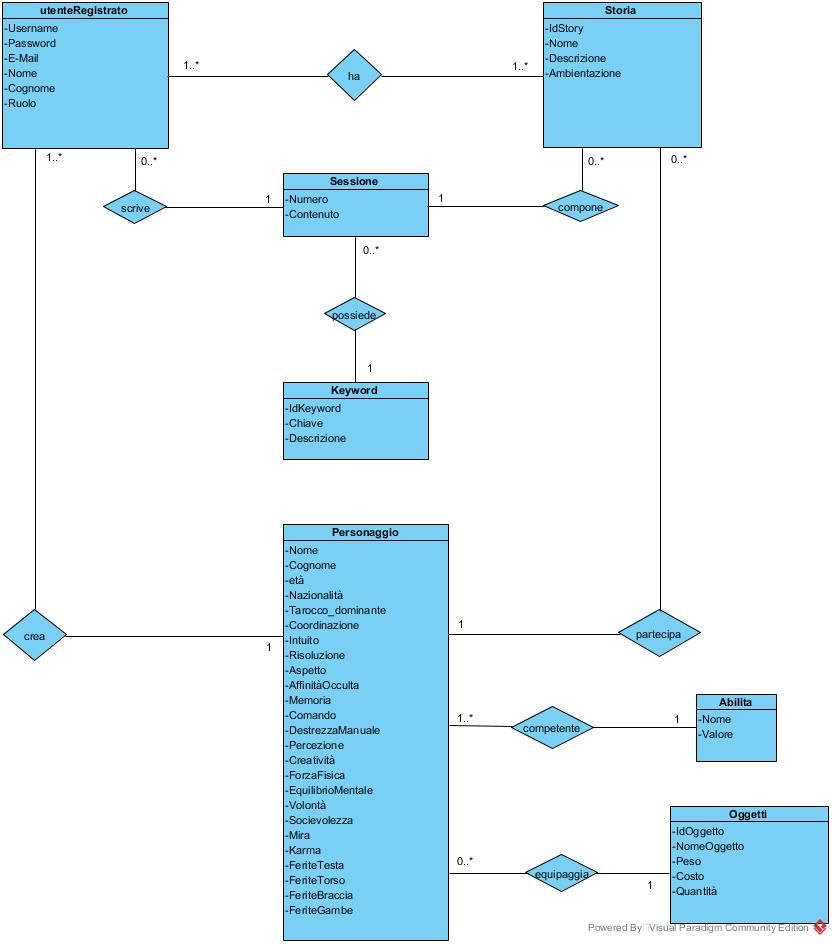 utenteRegistrato
-Username
-Password
-E-Mail
-Nome
-Cognome
-Ruolo
1..*
ha
1..*
Storia
-IdStory
-Nome
-Descrizione
-Ambientazione
1..*
0..*
0..*
0..*
scrive
1
Sessione
-Numero
-Contenuto
1
compone
0..*
possiede
1
Keyword
-IdKeyword
-Chiave
-Descrizione
crea
1
Personaggio
-Nome
-Cognome
-età
-Nazionalità
-Tarocco_dominante
-Coordinazione
-Intuito
-Risoluzione
-Aspetto
-AffinitàOcculta
-Memoria
-Comando
-DestrezzaManuale
-Percezione
-Creatività
-ForzaFisica
-EquilibrioMentale
-Volontà
-Socievolezza
-Mira
-Karma
-FeriteTesta
-FeriteTorso
-FeriteBraccia
-FeriteGambe
1
partecipa
1..*
competente
1
Abilita
-Nome
-Valore
0..*
equipaggia
1
Oggetti
-IdOggetto
-NomeOggetto
-Peso
-Costo
-Quantità
Powered By Visual Paradigm Community Edition